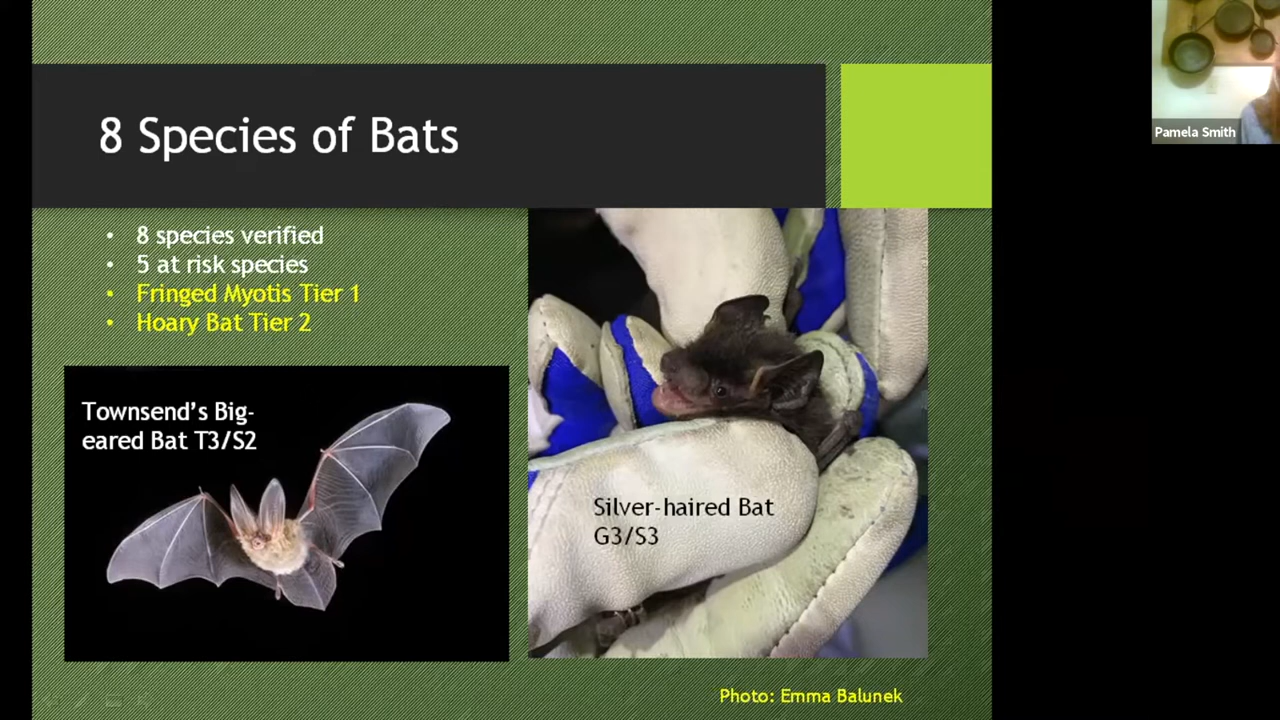 8 Species of Bats
• 8 species verified
• 5 at risk species
• Fringed Myotis Tier 1
• Hoary Bat Tier 2
Townsend's Big-
eared Bat T3/S2
Silver-haired Bat
G3/S3
Photo: Emma Balunek
Pamela Smith